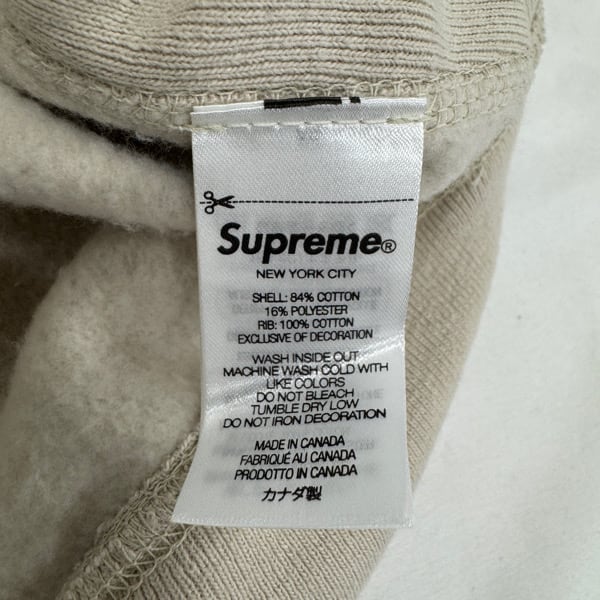 Supreme®
NEW YORK CITY
SHELL: 84% COTTON
16% POLYESTER
RIB: 100% COTTON
EXCLUSIVE OF DECORATION
WASH INSIDE OUT
MACHINE WASH COLD WITH
LIKE COLORS
DO NOT BLEACH
TUMBLE DRY LOW
DO NOT IRON DECORATION
MADE IN CANADA
FABRIQUÉ AU CANADA
PRODOTTO IN CANADA
カナダ製